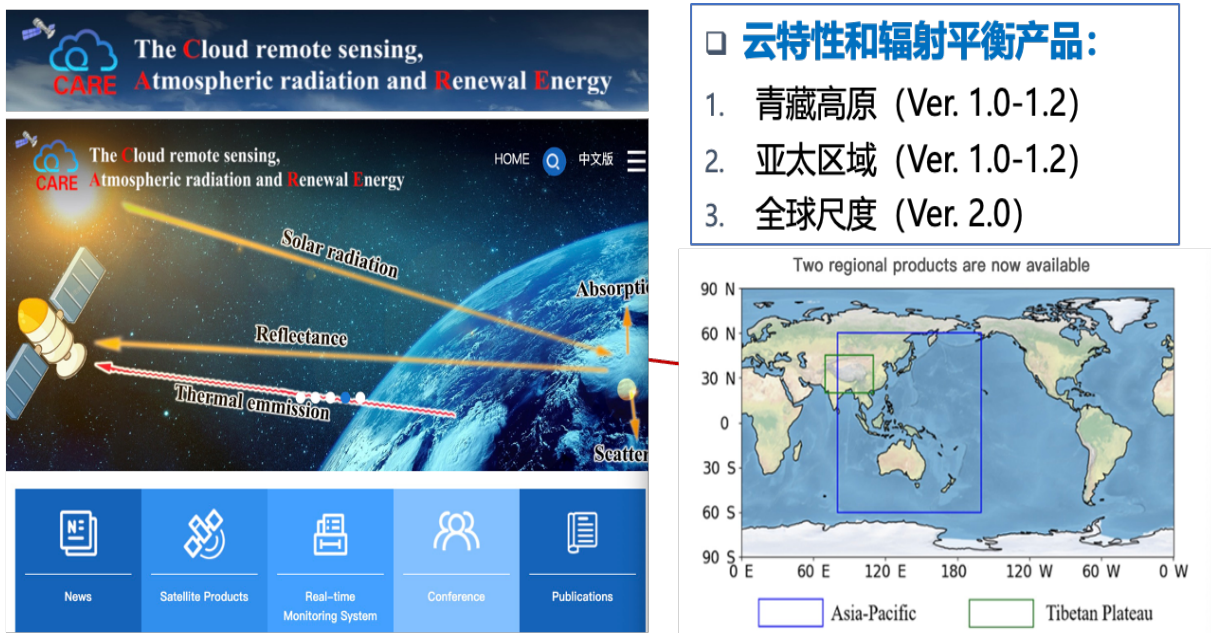 The Cloud remote sensing,
Atmospheric radiation and Renewal Energy
CARE
The Cloud remote sensing,
Atmospheric radiation and Renewal Energy
CARE
HOME
中文版
Solar radiation
Absorpti
Reflectance
Thermal emmission
Scatter
N
News
Satellite Products
Real-time
Monitoring System
Conference
Publications
云特性和辐射平衡产品：
1. 青藏高原（Ver. 1.0-1.2）
2. 亚太区域（Ver. 1.0-1.2）
3. 全球尺度（Ver. 2.0）
Two regional products are now available
90 N
60 N
30 N
0
30 S
60 S
90 S
0 E 60 E 120 E 180 120 W 60 W 0 W
Asia-Pacific Tibetan Plateau